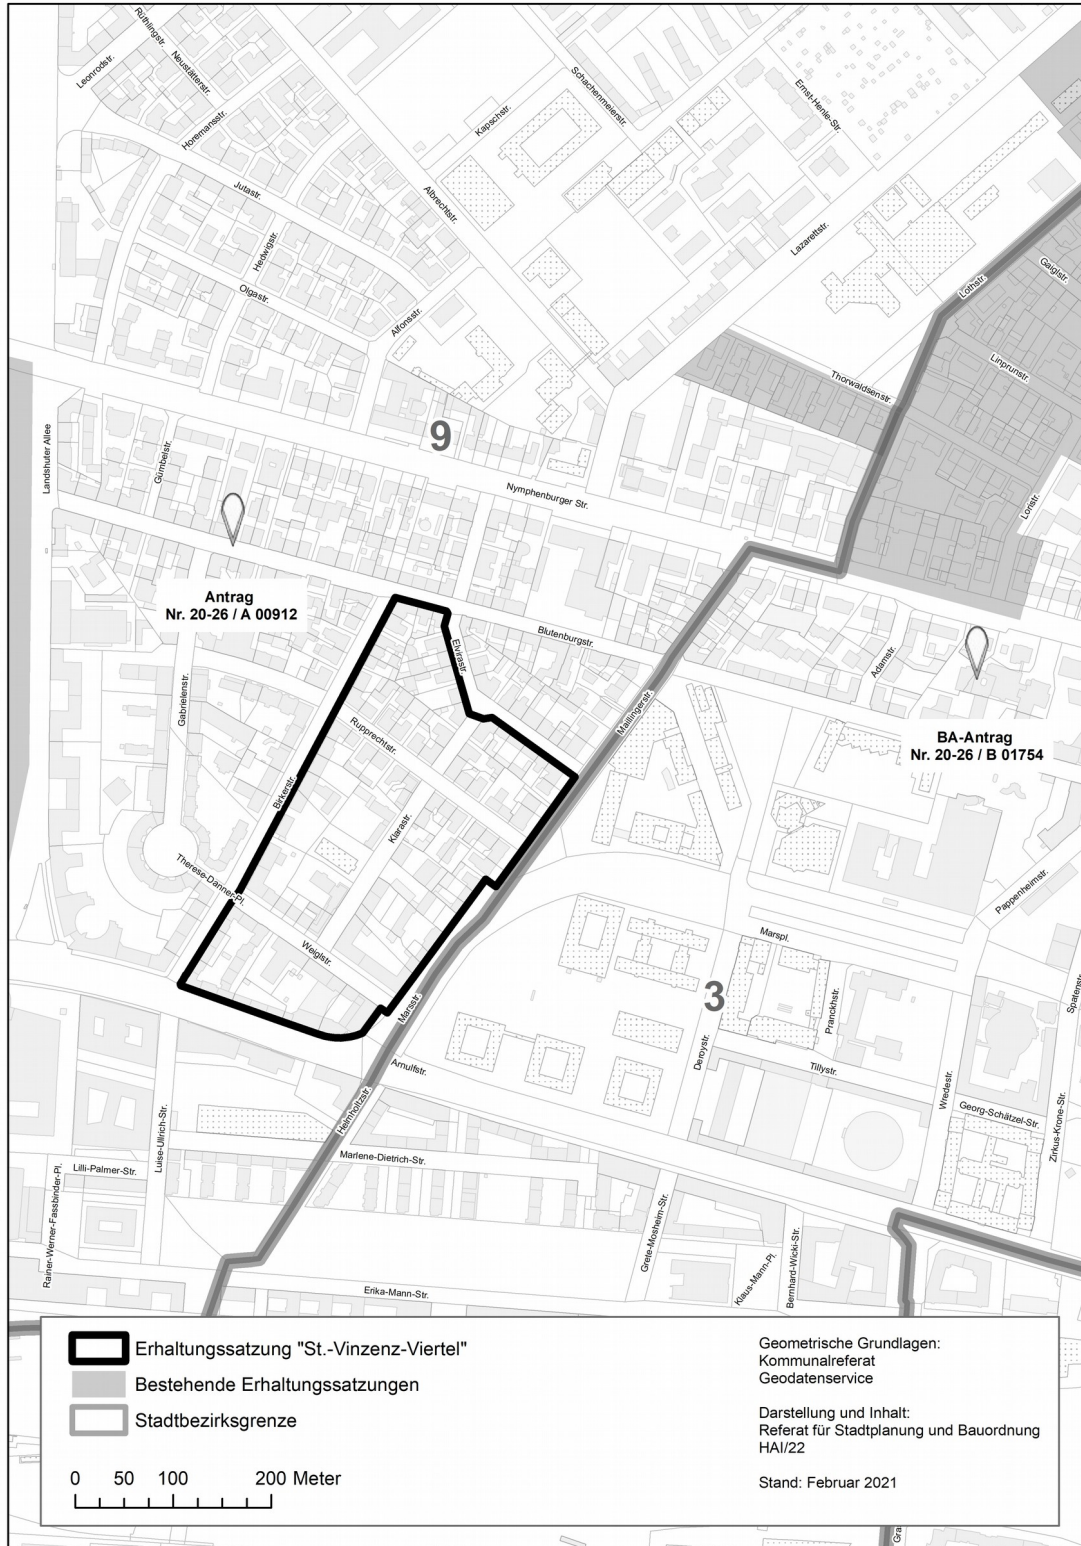 Rüthlingstr.
Neustätterstr.
Leonrodstr.
Horemansstr.
Schachenmeierstr.
Kapschstr.
Ernst-Henle-Str.
Jutastr.
Albrechtstr.
Hedwigstr.
Olgastr.
Alfonsstr.
Lazarettstr.
Lothstr.
Gaiglstr.
Linprunstr.
Thorwaldsenstr.
Landshuter Allee
Gümbelstr.
9
Nymphenburger Str.
Loristr.
Antrag
Nr. 20-26 / A 00912
Blutenburgstr.
Elvirastr.
Adamstr.
Maillingerstr.
Gabrielenstr.
Rupprechtstr.
BA-Antrag
Nr. 20-26 / B 01754
Birkerstr.
Klarastr.
Therese-Danner-Pl.
Pappenheimstr.
Weiglstr.
Marspl.
3
Marsstr.
Pranckhstr.
Spatenstr.
Deroystr.
Arnulfstr.
Tillystr.
Wredestr.
Helmholtzstr.
Georg-Schätzel-Str.
Zirkus-Krone-Str.
Luise-Ullrich-Str.
Marlene-Dietrich-Str.
Lilli-Palmer-Str.
Rainer-Werner-Fassbinder-Pl.
Grete-Mosheim-Str.
Klaus-Mann-Pl.
Bernhard-Wicki-Str.
Erika-Mann-Str.
Erhaltungssatzung "St.-Vinzenz-Viertel"
Bestehende Erhaltungssatzungen
Stadtbezirksgrenze
0 50 100 200 Meter
Geometrische Grundlagen:
Kommunalreferat
Geodatenservice
Darstellung und Inhalt:
Referat für Stadtplanung und Bauordnung
HAI/22
Stand: Februar 2021